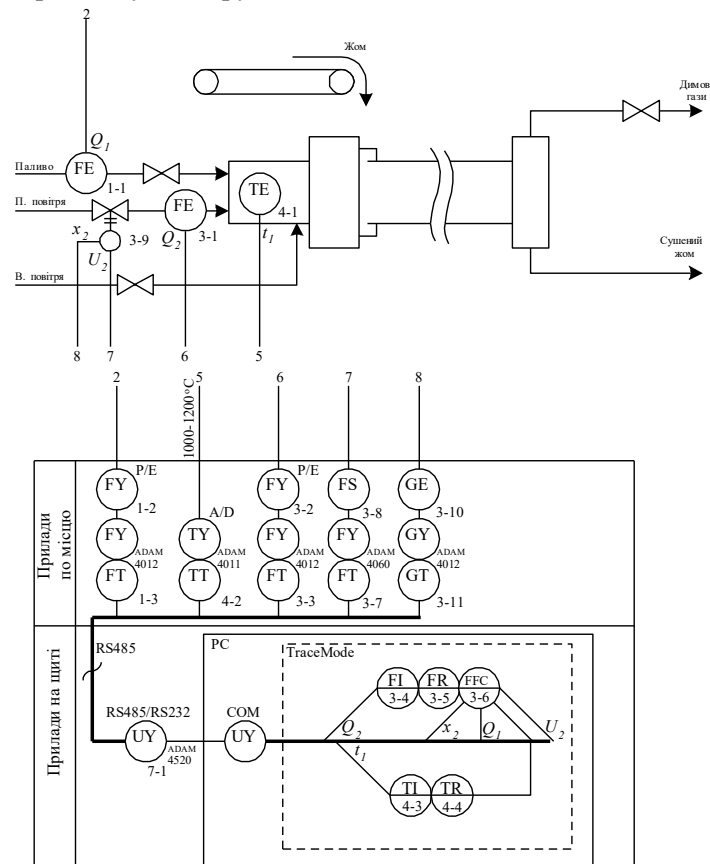 2
Жом
Димов
гази
Q1
Паливо
FE
1-1
П. повітря
FE
TE
4-1
x2
3-9
Q2
3-1
t1
U2
Сушений
жом
В. повітря
8 7 6 5
2 5 6 7 8
1000-1200°C
Прилади
по місцю
P/E
FY
1-2
FY
ADAM
4012
FT
1-3
A/D
TY
ADAM
4011
TT
4-2
P/E
FY
3-2
FY
ADAM
4012
FT
3-3
FS
3-8
FY
ADAM
4060
FT
3-7
GE
3-10
GY
ADAM
4012
GT
3-11
Прилади на щиті
RS485
PC
TraceMode
RS485/RS232
UY
ADAM
4520
7-1
COM
UY
FI
3-4
FR
3-5
FFC
3-6
Q2
x2
Q1
U2
t1
TI
4-3
TR
4-4